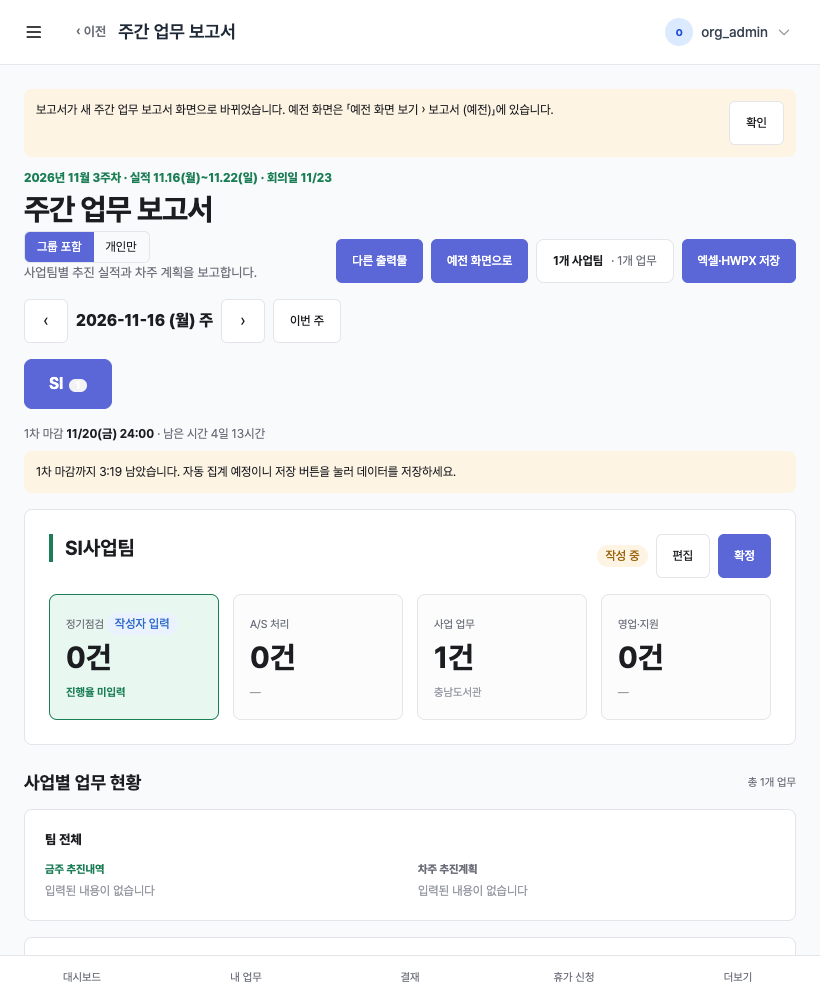 ‹ 이전 주간 업무 보고서
o org_admin
보고서가 새 주간 업무 보고서 화면으로 바뀌었습니다. 예전 화면은 「예전 화면 보기 › 보고서 (예전)」에 있습니다.
확인
2026년 11월 3주차 · 실적 11.16(월)~11.22(일) · 회의일 11/23
주간 업무 보고서
그룹 포함 개인만
사업팀별 추진 실적과 차주 계획을 보고합니다.
다른 출력물 예전 화면으로 1개 사업팀 · 1개 업무 엑셀·HWPX 저장
‹ 2026-11-16 (월) 주 › 이번 주
SI
1차 마감 11/20(금) 24:00 · 남은 시간 4일 13시간
1차 마감까지 3:19 남았습니다. 자동 집계 예정이니 저장 버튼을 눌러 데이터를 저장하세요.
SI사업팀
작성 중 편집 확정
정기점검 작성자 입력
0건
진행율 미입력
A/S 처리
0건
—
사업 업무
1건
충남도서관
영업·지원
0건
—
사업별 업무 현황
총 1개 업무
팀 전체
금주 추진내역
입력된 내용이 없습니다
차주 추진계획
입력된 내용이 없습니다
대시보드 내 업무 결재 휴가 신청 더보기